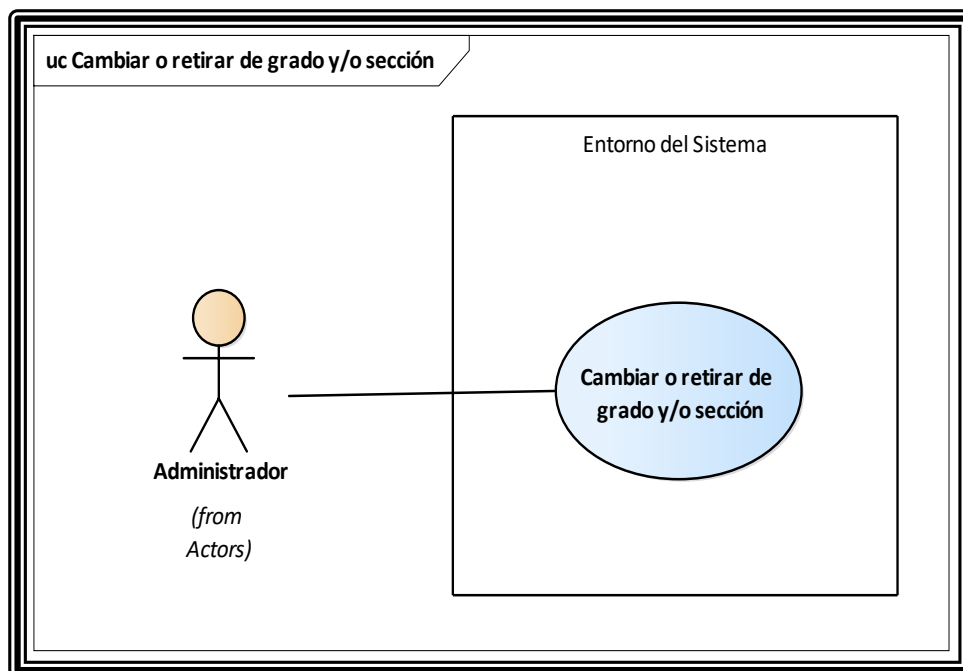 uc Cambiar o retirar de grado y/o sección
Entorno del Sistema
Cambiar o retirar de
grado y/o sección
Administrador
(from
Actors)